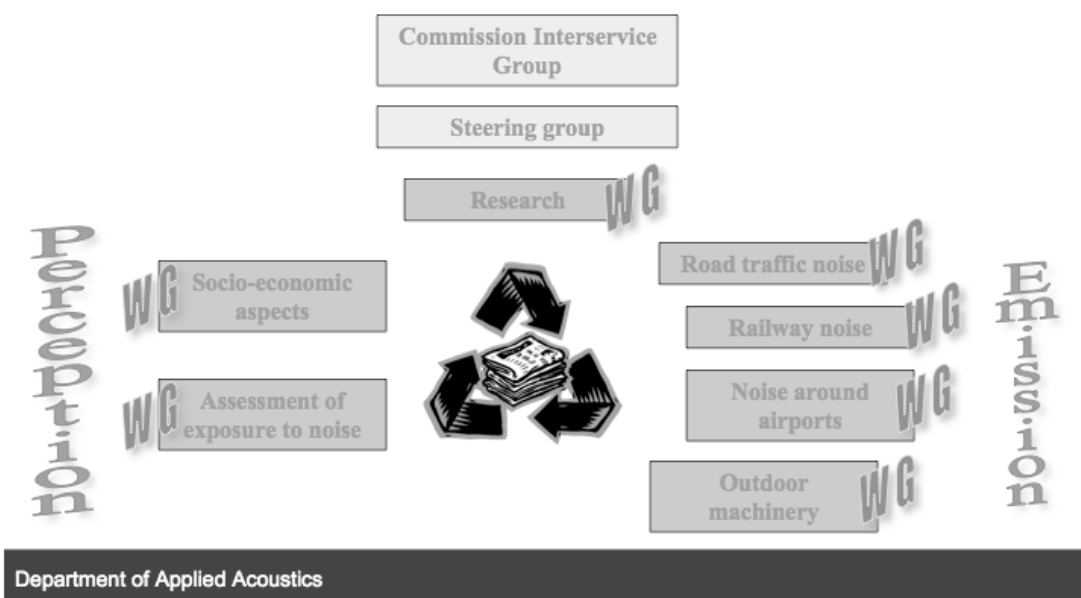 Commission Interservice
Group
Steering group
Research
WG
Perception
WG
Socio-economic
aspects
WG
Assessment of
exposure to noise
Road traffic noise
WG
Railway noise
WG
Noise around
airports
WG
Outdoor
machinery
WG
Emission
Department of Applied Acoustics